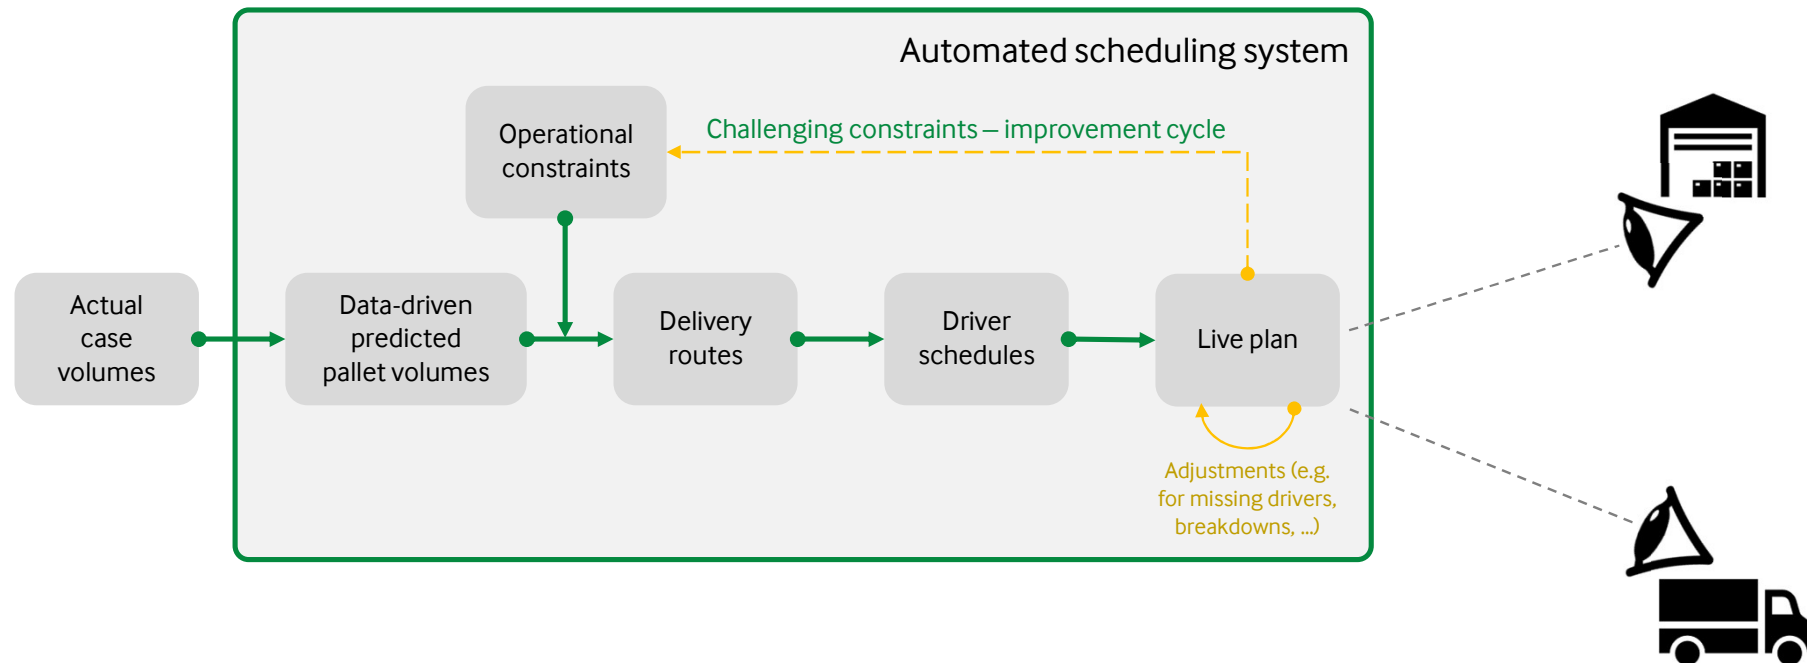 Automated scheduling system
Operational
constraints
Challenging constraints – improvement cycle
Actual
case
volumes
Data-driven
predicted
pallet volumes
Delivery
routes
Driver
schedules
Live plan
Adjustments (e.g.
for missing drivers,
breakdowns, ...)